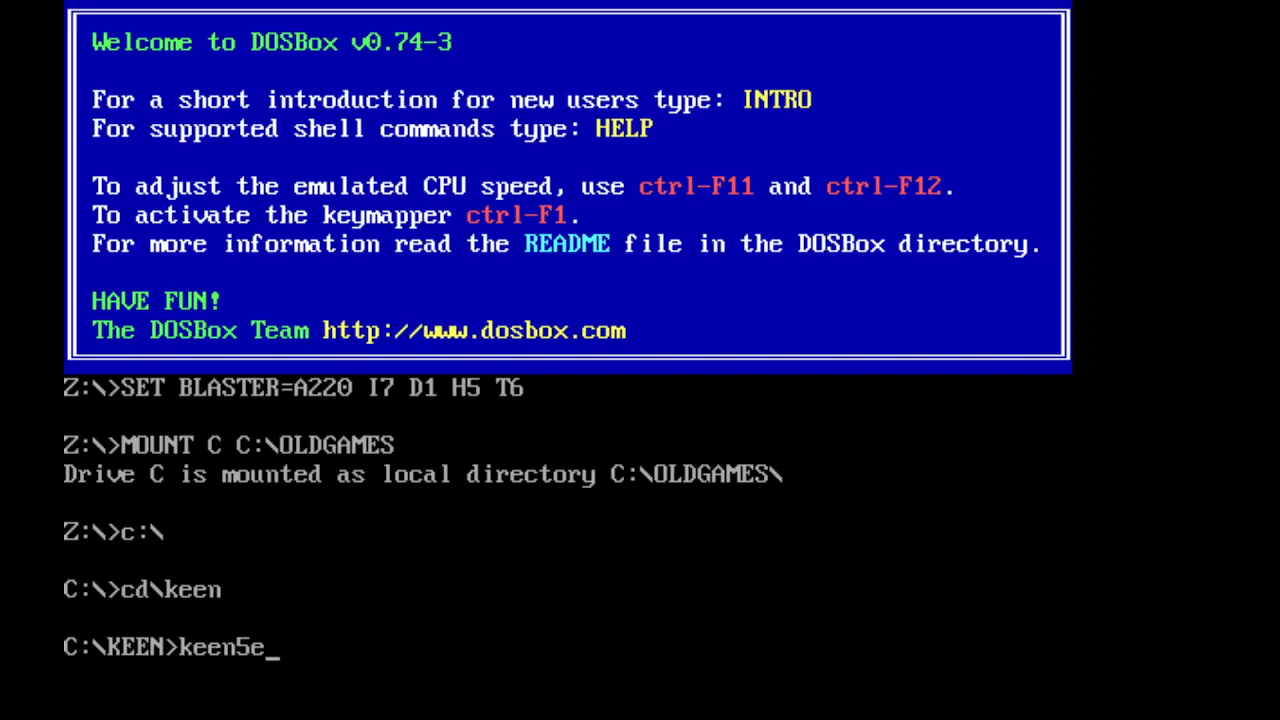 Welcome to DOSBox v0.74-3
For a short introduction for new users type: INTRO
For supported shell commands type: HELP
To adjust the emulated CPU speed, use ctrl-F11 and ctrl-F12.
To activate the keymapper ctrl-F1.
For more information read the README file in the DOSBox directory.
HAVE FUN!
The DOSBox Team http://www.dosbox.com
Z:\>SET BLASTER=A220 I7 D1 H5 T6
Z:\>MOUNT C C:\OLDGAMES
Drive C is mounted as local directory C:\OLDGAMES\
Z:\>c:\
C:\>cd\keen
C:\KEEN>keen5e_